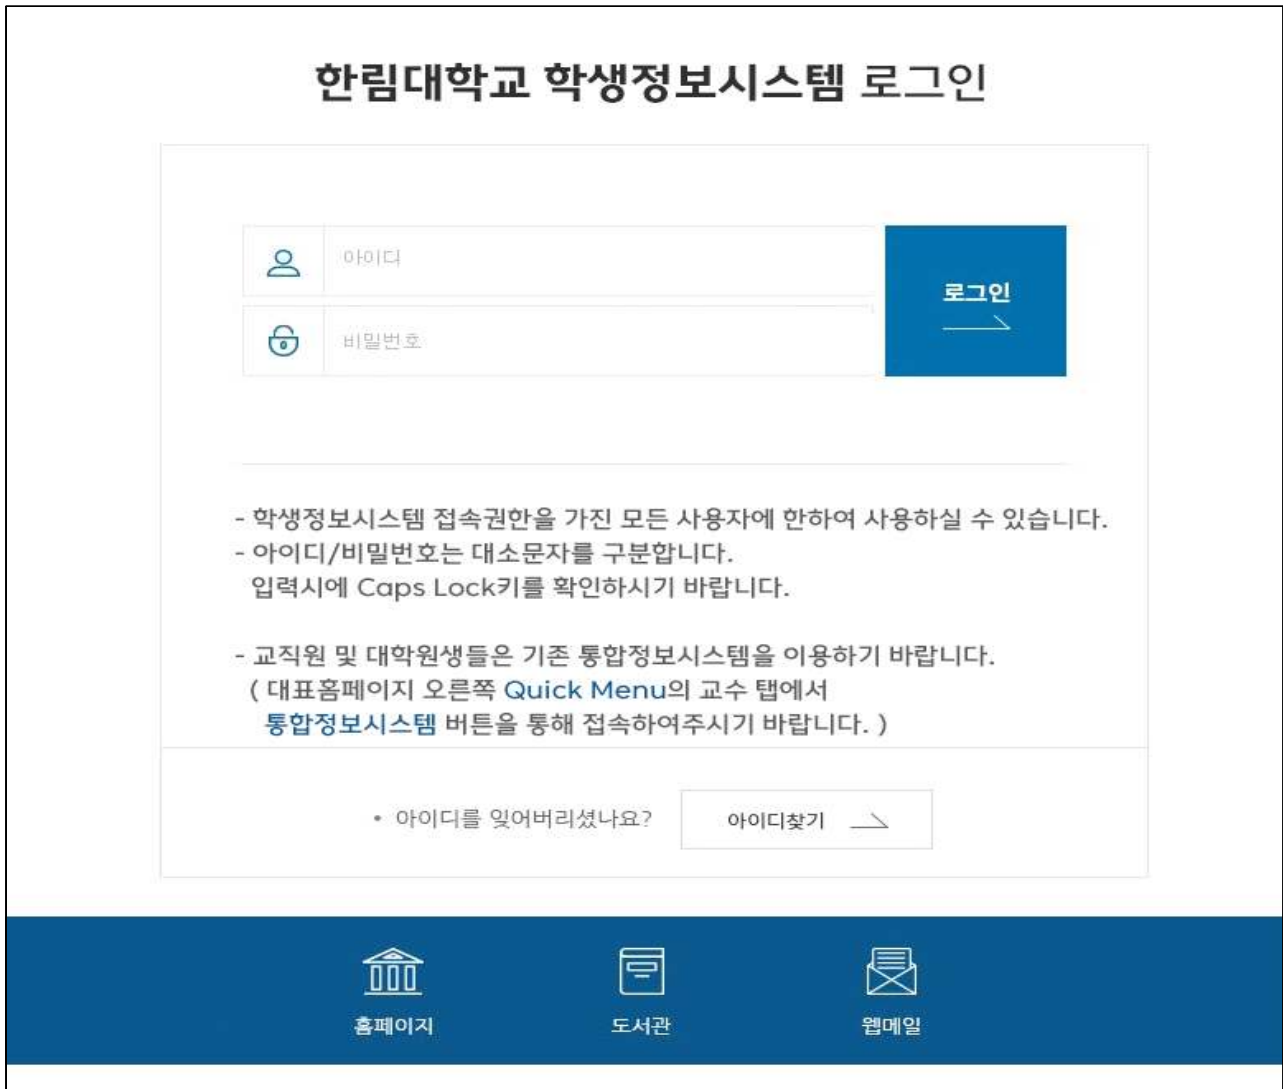 한림대학교 학생정보시스템 로그인
아이디
로그인
비밀번호
- 학생정보시스템 접속권한을 가진 모든 사용자에 한하여 사용하실 수 있습니다.
- 아이디/비밀번호는 대소문자를 구분합니다.
입력시에 Caps Lock키를 확인하시기 바랍니다.
- 교직원 및 대학원생들은 기존 통합정보시스템을 이용하기 바랍니다.
( 대표홈페이지 오른쪽 Quick Menu의 교수 탭에서
통합정보시스템 버튼을 통해 접속하여주시기 바랍니다. )
• 아이디를 잊어버리셨나요? 아이디찾기
홈페이지 도서관 웹메일